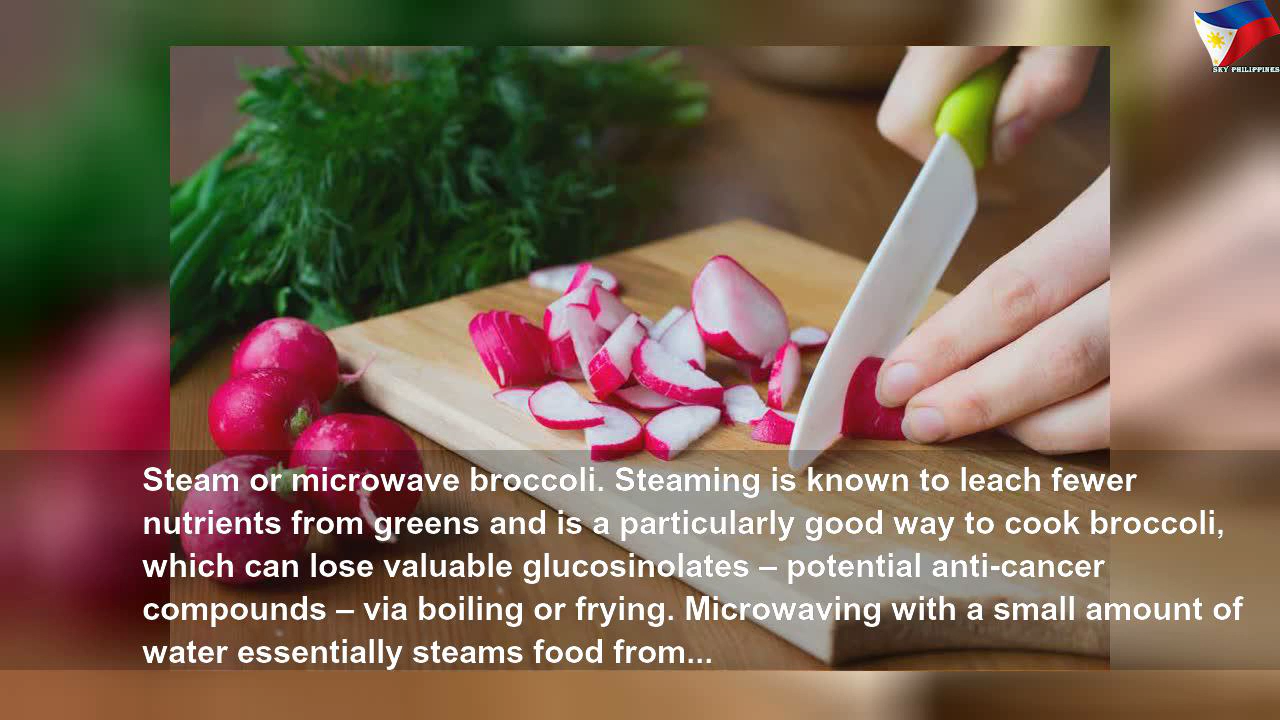 SKY PHILIPPINES
Steam or microwave broccoli. Steaming is known to leach fewer
nutrients from greens and is a particularly good way to cook broccoli,
which can lose valuable glucosinolates – potential anti-cancer
compounds – via boiling or frying. Microwaving with a small amount of
water essentially steams food from...